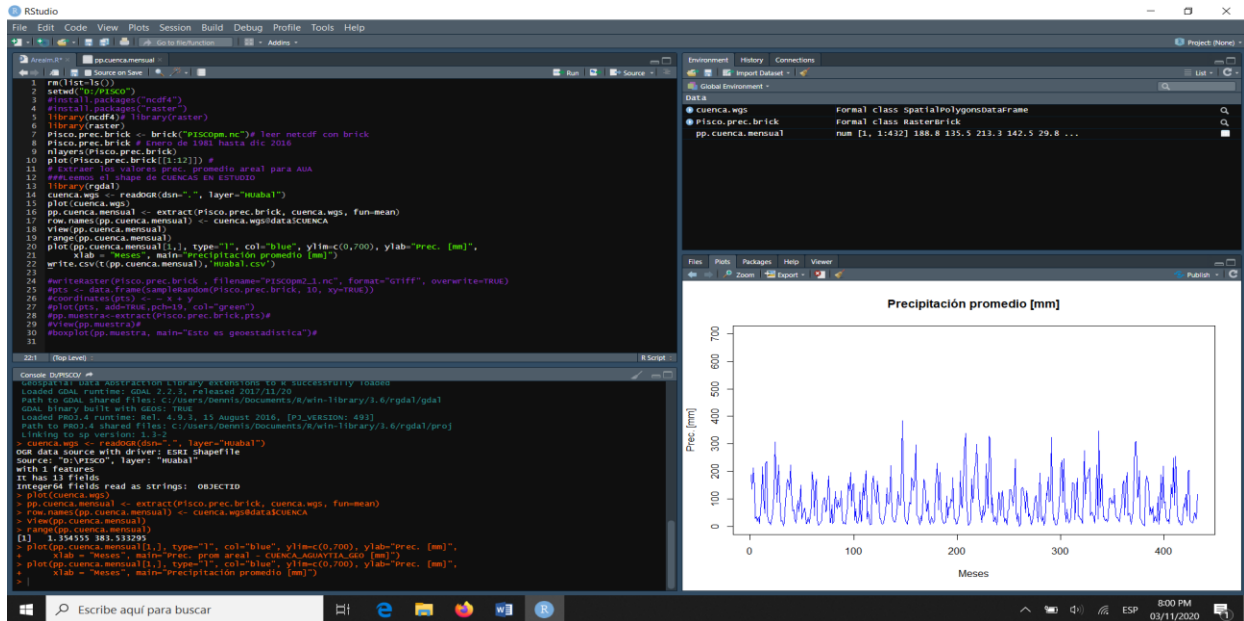 RStudio
File Edit Code View Plots Session Build Debug Profile Tools Help
Go to file/function Addins
Project: (None)
pp.cuenca.mensual
Source on Save Run Source
1 rm(list=ls())
2 setwd("D:/PISCO")
3 #install.packages("ncdf4")
4 #install.packages("raster")
5 library(ncdf4)# library(raster)
6 library(raster)
7 Pisco.prec.brick <- brick("PISCOpm.nc")# leer netcdf con brick
8 Pisco.prec.brick # Enero de 1981 hasta dic 2016
9 nlayers(Pisco.prec.brick)
10 plot(Pisco.prec.brick[[1:12]]) #
11 # Extraer los valores prec. promedio areal para AUA
12 ###Leemos el shape de CUENCAS EN ESTUDIO
13 library(rgdal)
14 cuenca.wgs <- readOGR(dsn=".", layer="HUabal")
15 plot(cuenca.wgs)
16 pp.cuenca.mensual <- extract(Pisco.prec.brick, cuenca.wgs, fun=mean)
17 row.names(pp.cuenca.mensual) <- cuenca.wgs@data$CUENCA
18 View(pp.cuenca.mensual)
19 range(pp.cuenca.mensual)
20 plot(pp.cuenca.mensual[1,], type="l", col="blue", ylim=c(0,700), ylab="Prec. [mm]",
21 xlab = "Meses", main="Precipitación promedio [mm]")
22 write.csv(t(pp.cuenca.mensual),'HUabal.csv')
23
24 #writeRaster(Pisco.prec.brick , filename="PISCOpm2_1.nc", format="GTiff", overwrite=TRUE)
25 #pts <- data.frame(sampleRandom(Pisco.prec.brick, 10, xy=TRUE))
26 #coordinates(pts) <- ~ x + y
27 #plot(pts, add=TRUE,pch=19, col="green")
28 #pp.muestra<-extract(Pisco.prec.brick,pts)#
29 #View(pp.muestra)#
30 #boxplot(pp.muestra, main="Esto es geoestadistica")#
31
22:1 (Top Level) R Script
Console D:/PISCO/
Geospatial Data Abstraction Library extensions to R successfully loaded
Loaded GDAL runtime: GDAL 2.2.3, released 2017/11/20
Path to GDAL shared files: C:/Users/Dennis/Documents/R/win-library/3.6/rgdal/gdal
GDAL binary built with GEOS: TRUE
Loaded PROJ.4 runtime: Rel. 4.9.3, 15 August 2016, [PJ_VERSION: 493]
Path to PROJ.4 shared files: C:/Users/Dennis/Documents/R/win-library/3.6/rgdal/proj
Linking to sp version: 1.3-2
> cuenca.wgs <- readOGR(dsn=".", layer="HUabal")
OGR data source with driver: ESRI Shapefile
Source: "D:\PISCO", layer: "HUabal"
with 1 features
It has 13 fields
Integer64 fields read as strings: OBJECTID
> plot(cuenca.wgs)
> pp.cuenca.mensual <- extract(Pisco.prec.brick, cuenca.wgs, fun=mean)
> row.names(pp.cuenca.mensual) <- cuenca.wgs@data$CUENCA
> View(pp.cuenca.mensual)
> range(pp.cuenca.mensual)
[1] 1.354555 383.533295
> plot(pp.cuenca.mensual[1,], type="l", col="blue", ylim=c(0,700), ylab="Prec. [mm]",
+ xlab = "Meses", main="Prec. prom areal - CUENCA_AGUAYTIA_GEO [mm]")
> plot(pp.cuenca.mensual[1,], type="l", col="blue", ylim=c(0,700), ylab="Prec. [mm]",
+ xlab = "Meses", main="Precipitación promedio [mm]")
>
Environment History Connections
Import Dataset List
Global Environment
Data
cuenca.wgs Formal class SpatialPolygonsDataFrame
Pisco.prec.brick Formal class RasterBrick
pp.cuenca.mensual num [1, 1:432] 188.8 135.5 213.3 142.5 29.8 ...
Files Plots Packages Help Viewer
Zoom Export Publish
Precipitación promedio [mm]
Prec. [mm]
700
600
500
400
300
200
100
0
0 100 200 300 400
Meses
Escribe aquí para buscar
ESP
8:00 PM
03/11/2020